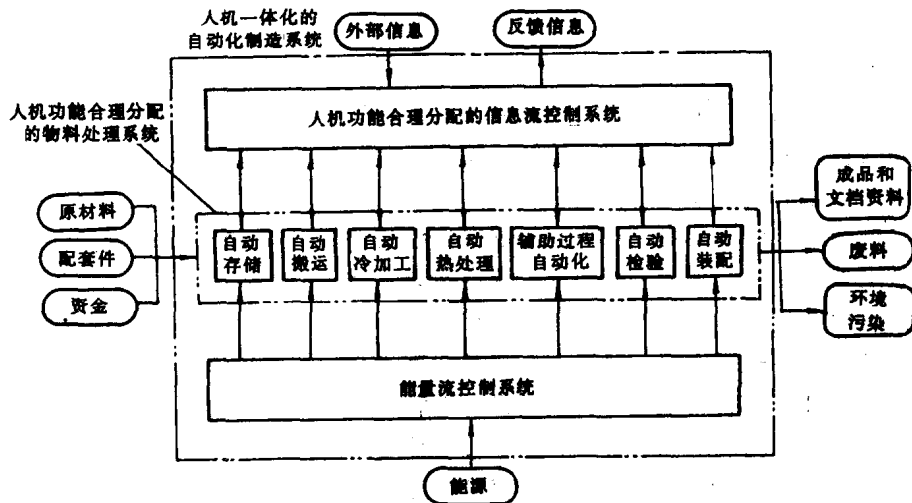 人机一体化的
自动化制造系统
外部信息
反馈信息
人机功能合理分配
的物料处理系统
人机功能合理分配的信息流控制系统
原材料
配套件
资金
自动
存储
自动
搬运
自动
冷加工
自动
热处理
辅助过程
自动化
自动
检验
自动
装配
成品和
文档资料
废料
环境
污染
能量流控制系统
能源